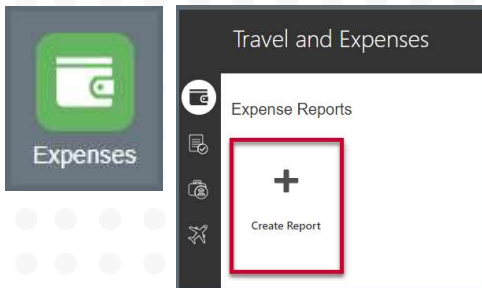 Expenses
Travel and Expenses
Expense Reports
Create Report